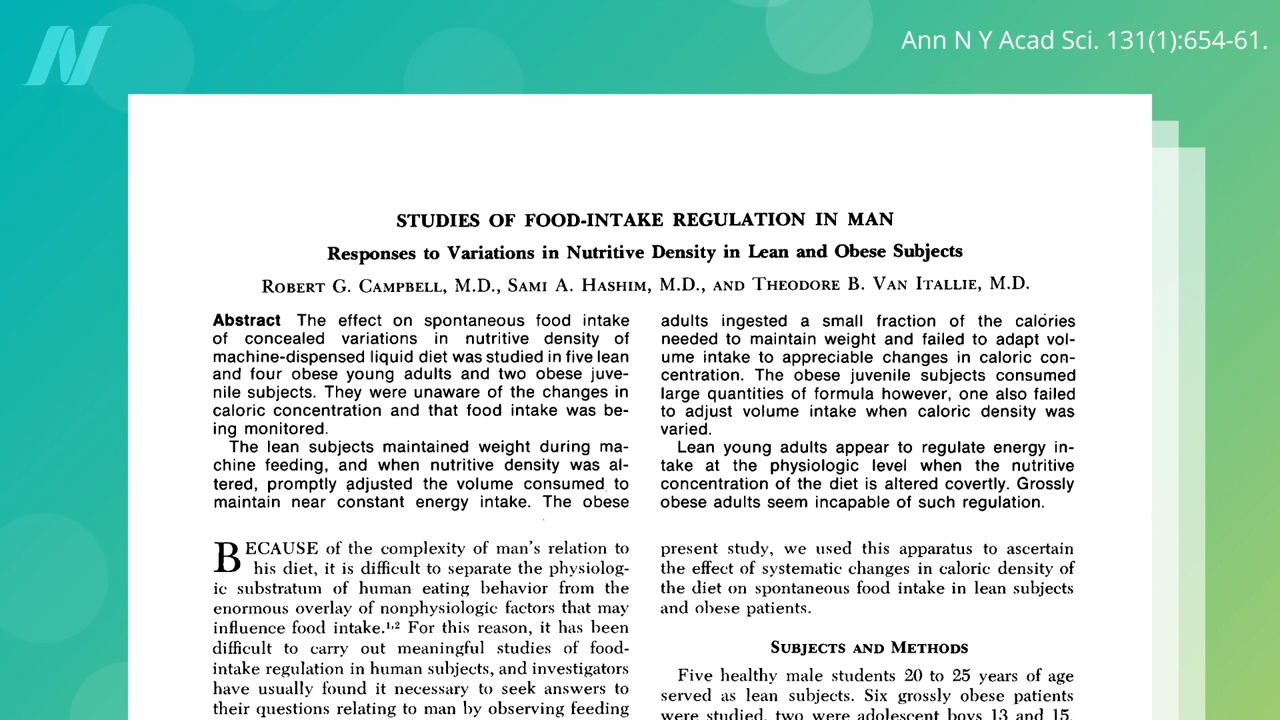 Ann N Y Acad Sci. 131(1):654-61.
STUDIES OF FOOD-INTAKE REGULATION IN MAN
Responses to Variations in Nutritive Density in Lean and Obese Subjects
ROBERT G. CAMPBELL, M.D., SAMI A. HASHIM, M.D., AND THEODORE B. VAN ITALLIE, M.D.
Abstract The effect on spontaneous food intake
of concealed variations in nutritive density of
machine-dispensed liquid diet was studied in five lean
and four obese young adults and two obese juve-
nile subjects. They were unaware of the changes in
caloric concentration and that food intake was be-
ing monitored.
The lean subjects maintained weight during ma-
chine feeding, and when nutritive density was al-
tered, promptly adjusted the volume consumed to
maintain near constant energy intake. The obese
adults ingested a small fraction of the calories
needed to maintain weight and failed to adapt vol-
ume intake to appreciable changes in caloric con-
centration. The obese juvenile subjects consumed
large quantities of formula however, one also failed
to adjust volume intake when caloric density was
varied.
Lean young adults appear to regulate energy in-
take at the physiologic level when the nutritive
concentration of the diet is altered covertly. Grossly
obese adults seem incapable of such regulation.
BECAUSE of the complexity of man's relation to
his diet, it is difficult to separate the physiolog-
ic substratum of human eating behavior from the
enormous overlay of nonphysiologic factors that may
influence food intake.1,2 For this reason, it has been
difficult to carry out meaningful studies of food-
intake regulation in human subjects, and investigators
have usually found it necessary to seek answers to
their questions relating to man by observing feeding
present study, we used this apparatus to ascertain
the effect of systematic changes in caloric density of
the diet on spontaneous food intake in lean subjects
and obese patients.
SUBJECTS AND METHODS
Five healthy male students 20 to 25 years of age
served as lean subjects. Six grossly obese patients
were studied, two were adolescent boys 13 and 15,